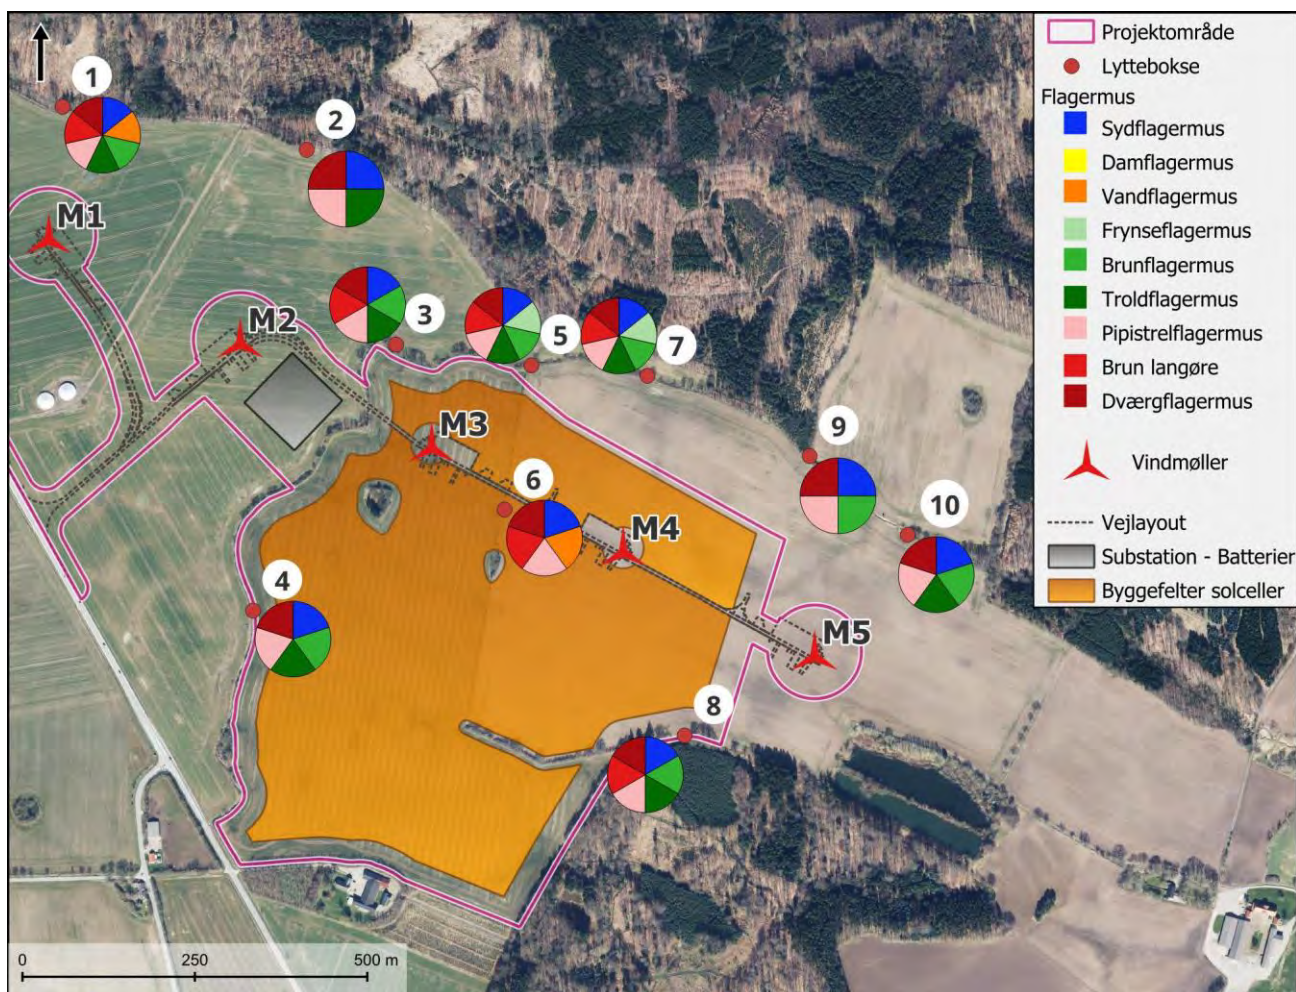 Projektområde
Lyttebokse
Flagermus
Sydflagermus
Damflagermus
Vandflagermus
Frynseflagermus
Brunflagermus
Troldflagermus
Pipistrelflagermus
Brun langøre
Dværgflagermus
Vindmøller
Vejlayout
Substation - Batterier
Byggefelter solceller
1
2
M1
M2
3
5
7
M3
9
6
10
M4
4
M5
8
0 250 500 m